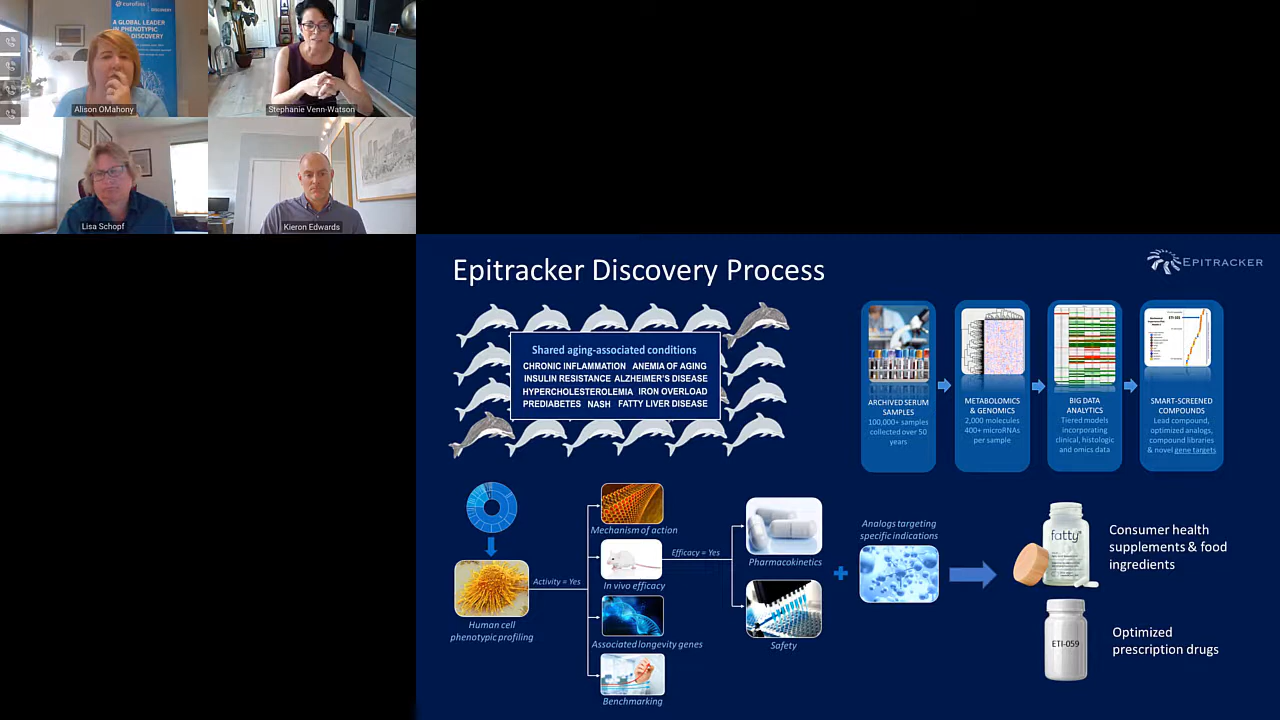 eurofins
DISCOVERY
A GLOBAL LEADER
IN PHENOTYPIC
DISCOVERY
Alison OMahony
Stephanie Venn-Watson
Lisa Schopf
Kieron Edwards
Epitracker Discovery Process
EPITRACKER
Shared aging-associated conditions
CHRONIC INFLAMMATION ANEMIA OF AGING
INSULIN RESISTANCE ALZHEIMER'S DISEASE
HYPERCHOLESTEROLEMIA IRON OVERLOAD
PREDIABETES NASH FATTY LIVER DISEASE
ARCHIVED SERUM
SAMPLES
100,000+ samples
collected over 50
years
METABOLOMICS
& GENOMICS
2,000 molecules
400+ microRNAs
per sample
BIG DATA
ANALYTICS
Tiered models
incorporating
clinical, histologic
and omics data
SMART-SCREENED
COMPOUNDS
Lead compound,
optimized analogs,
compound libraries
& novel gene targets
Human cell
phenotypic profiling
Activity = Yes
Mechanism of action
In vivo efficacy
Associated longevity genes
Benchmarking
Efficacy = Yes
Pharmacokinetics
Safety
Analogs targeting
specific indications
fatty
Consumer health
supplements & food
ingredients
ETI-059
Optimized
prescription drugs